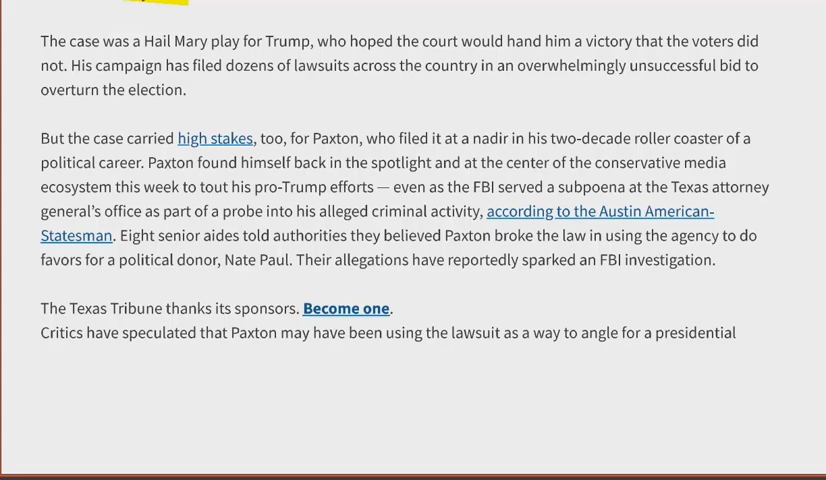 The case was a Hail Mary play for Trump, who hoped the court would hand him a victory that the voters did
not. His campaign has filed dozens of lawsuits across the country in an overwhelmingly unsuccessful bid to
overturn the election.
But the case carried high stakes, too, for Paxton, who filed it at a nadir in his two-decade roller coaster of a
political career. Paxton found himself back in the spotlight and at the center of the conservative media
ecosystem this week to tout his pro-Trump efforts — even as the FBI served a subpoena at the Texas attorney
general's office as part of a probe into his alleged criminal activity, according to the Austin American-
Statesman. Eight senior aides told authorities they believed Paxton broke the law in using the agency to do
favors for a political donor, Nate Paul. Their allegations have reportedly sparked an FBI investigation.
The Texas Tribune thanks its sponsors. Become one.
Critics have speculated that Paxton may have been using the lawsuit as a way to angle for a presidential